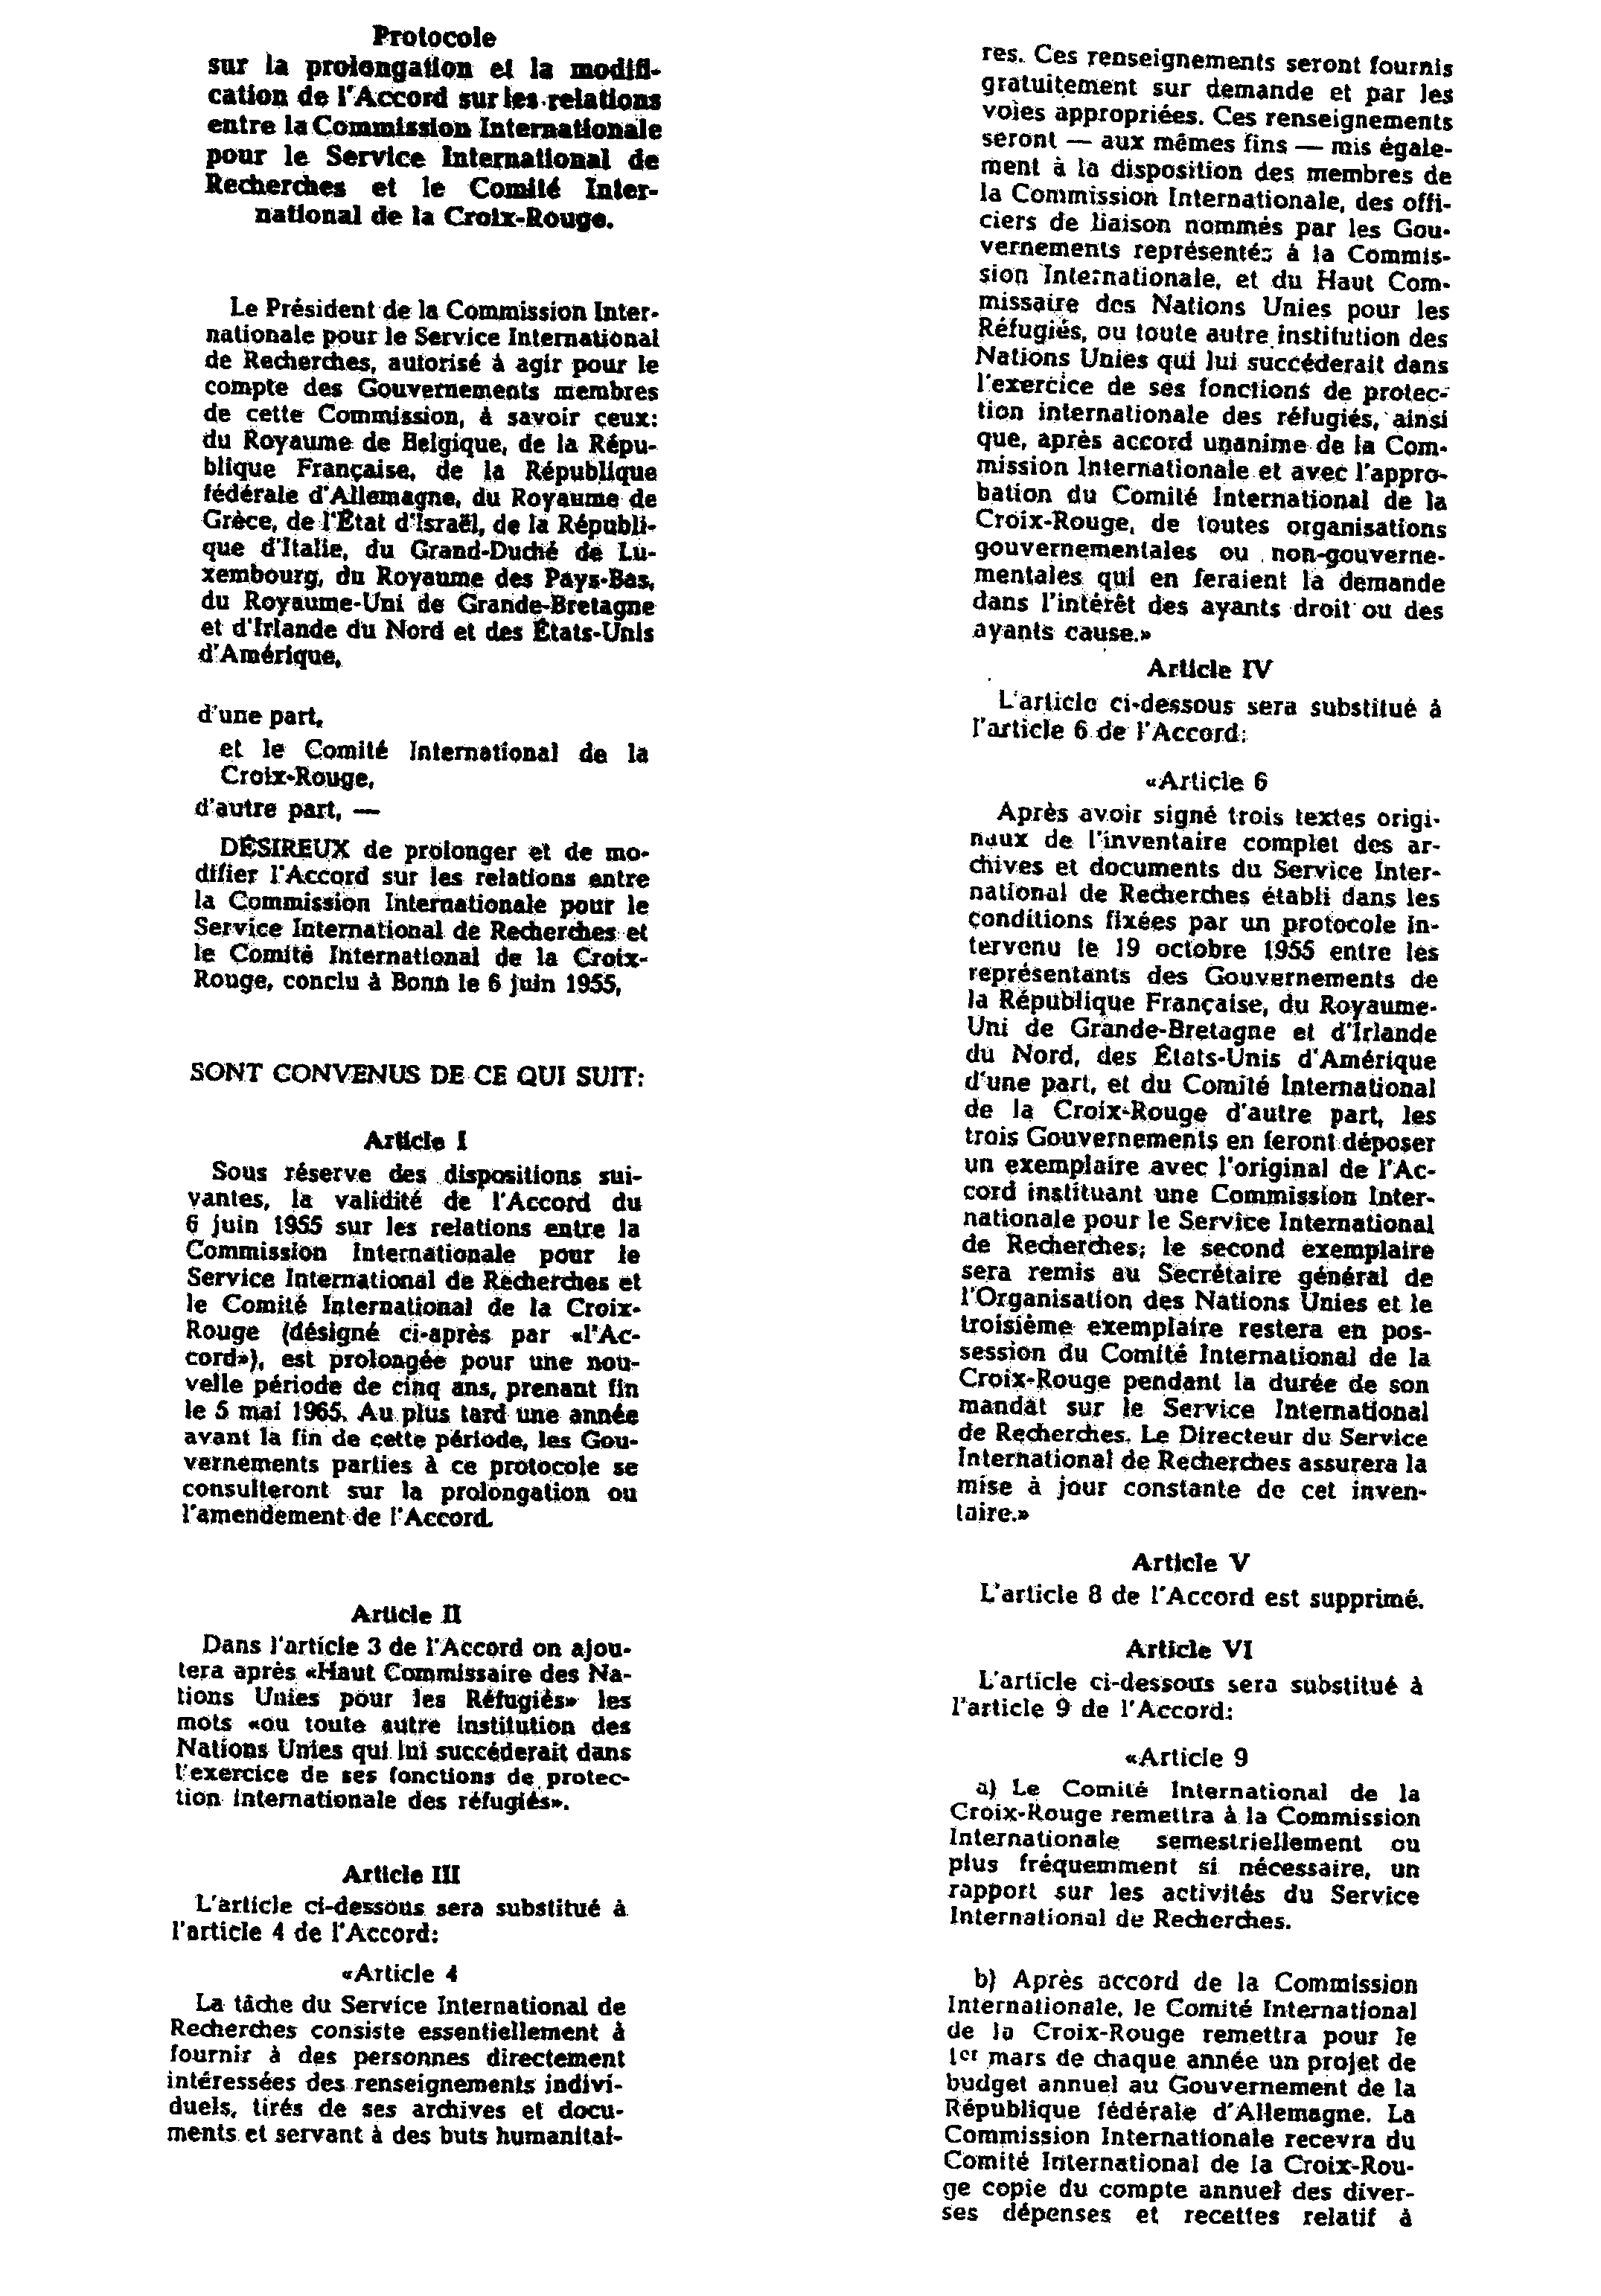 Protocole
sur la prolongation et la modifi-
cation de l'Accord sur les relations
entre la Commission Internationale
pour le Service International de
Recherches et le Comité Inter-
national de la Croix-Rouge.
Le Président de la Commission Inter-
nationale pour le Service International
de Recherches, autorisé à agir pour le
compte des Gouvernements membres
de cette Commission, à savoir ceux:
du Royaume de Belgique, de la Répu-
blique Française, de la République
fédérale d'Allemagne, du Royaume de
Grèce, de l'État d'Israël, de la Républi-
que d'Italie, du Grand-Duché de Lu-
xembourg, du Royaume des Pays-Bas,
du Royaume-Uni de Grande-Bretagne
et d'Irlande du Nord et des États-Unis
d'Amérique,
d'une part,
et le Comité International de la
Croix-Rouge,
d'autre part, —
DÉSIREUX de prolonger et de mo-
difier l'Accord sur les relations entre
la Commission Internationale pour le
Service International de Recherches et
le Comité International de la Croix-
Rouge, conclu à Bonn le 6 juin 1955,
SONT CONVENUS DE CE QUI SUIT:
Article I
Sous réserve des dispositions sui-
vantes, la validité de l'Accord du
6 juin 1955 sur les relations entre la
Commission Internationale pour le
Service International de Recherches et
le Comité International de la Croix-
Rouge (désigné ci-après par «l'Ac-
cord»), est prolongée pour une nou-
velle période de cinq ans, prenant fin
le 5 mai 1965. Au plus tard une année
avant la fin de cette période, les Gou-
vernements parties à ce protocole se
consulteront sur la prolongation ou
l'amendement de l'Accord.
Article II
Dans l'article 3 de l'Accord on ajou-
tera après «Haut Commissaire des Na-
tions Unies pour les Réfugiés» les
mots «ou toute autre institution des
Nations Unies qui lui succéderait dans
l'exercice de ses fonctions de protec-
tion internationale des réfugiés».
Article III
L'article ci-dessous sera substitué à
l'article 4 de l'Accord:
«Article 4
La tâche du Service International de
Recherches consiste essentiellement à
fournir à des personnes directement
intéressées des renseignements indivi-
duels, tirés de ses archives et docu-
ments et servant à des buts humanitai-
res. Ces renseignements seront fournis
gratuitement sur demande et par les
voies appropriées. Ces renseignements
seront — aux mêmes fins — mis égale-
ment à la disposition des membres de
la Commission Internationale, des offi-
ciers de liaison nommés par les Gou-
vernements représentés à la Commis-
sion Internationale, et du Haut Com-
missaire des Nations Unies pour les
Réfugiés, ou toute autre institution des
Nations Unies qui lui succéderait dans
l'exercice de ses fonctions de protec-
tion internationale des réfugiés, ainsi
que, après accord unanime de la Com-
mission Internationale et avec l'appro-
bation du Comité International de la
Croix-Rouge, de toutes organisations
gouvernementales ou non-gouverne-
mentales qui en feraient la demande
dans l'intérêt des ayants droit ou des
ayants cause.»
Article IV
L'article ci-dessous sera substitué à
l'article 6 de l'Accord:
«Article 6
Après avoir signé trois textes origi-
naux de l'inventaire complet des ar-
chives et documents du Service Inter-
national de Recherches établi dans les
conditions fixées par un protocole in-
tervenu le 19 octobre 1955 entre les
représentants des Gouvernements de
la République Française, du Royaume-
Uni de Grande-Bretagne et d'Irlande
du Nord, des États-Unis d'Amérique
d'une part, et du Comité International
de la Croix-Rouge d'autre part, les
trois Gouvernements en feront déposer
un exemplaire avec l'original de l'Ac-
cord instituant une Commission Inter-
nationale pour le Service International
de Recherches; le second exemplaire
sera remis au Secrétaire général de
l'Organisation des Nations Unies et le
troisième exemplaire restera en pos-
session du Comité International de la
Croix-Rouge pendant la durée de son
mandat sur le Service International
de Recherches. Le Directeur du Service
International de Recherches assurera la
mise à jour constante de cet inven-
taire.»
Article V
L'article 8 de l'Accord est supprimé.
Article VI
L'article ci-dessous sera substitué à
l'article 9 de l'Accord:
«Article 9
a) Le Comité International de la
Croix-Rouge remettra à la Commission
Internationale semestriellement ou
plus fréquemment si nécessaire, un
rapport sur les activités du Service
International de Recherches.
b) Après accord de la Commission
Internationale, le Comité International
de la Croix-Rouge remettra pour le
1er mars de chaque année un projet de
budget annuel au Gouvernement de la
République fédérale d'Allemagne. La
Commission Internationale recevra du
Comité International de la Croix-Rou-
ge copie du compte annuel des diver-
ses dépenses et recettes relatif à